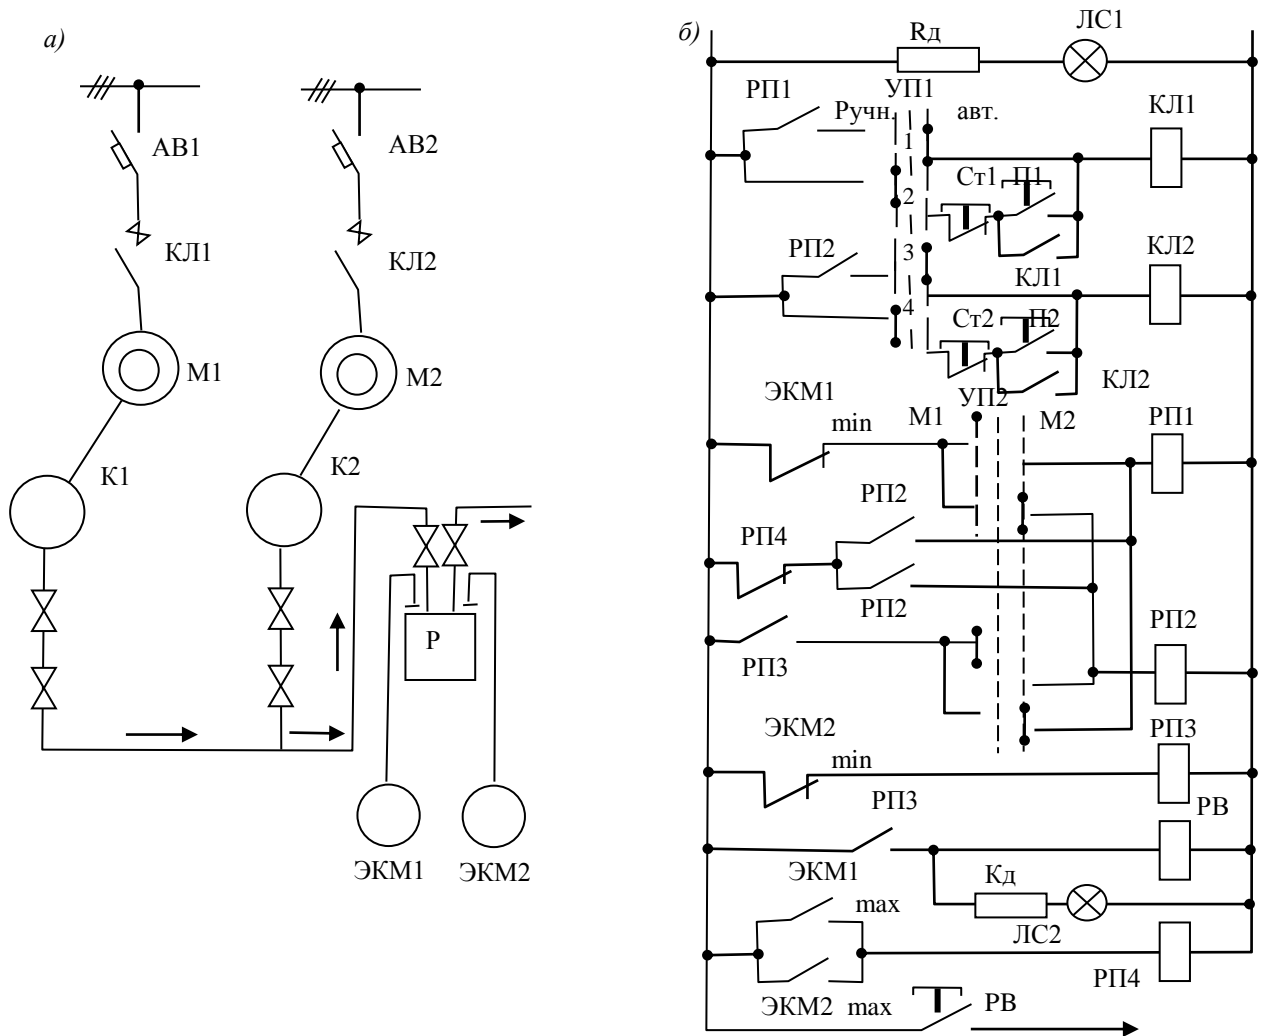 а)
АВ1
АВ2
КЛ1
КЛ2
М1
М2
К1
К2
Р
ЭКМ1
ЭКМ2
б)
Rд
ЛС1
РП1
УП1
Ручн.
авт.
КЛ1
1
Ст1
П1
2
РП2
3
КЛ1
КЛ2
4
Ст2
П2
КЛ2
ЭКМ1
УП2
min
М1
М2
РП1
РП2
РП4
РП2
РП2
РП3
ЭКМ2
РП3
min
РП3
РВ
ЭКМ1
Кд
max
ЛС2
РП4
ЭКМ2
max
РВ